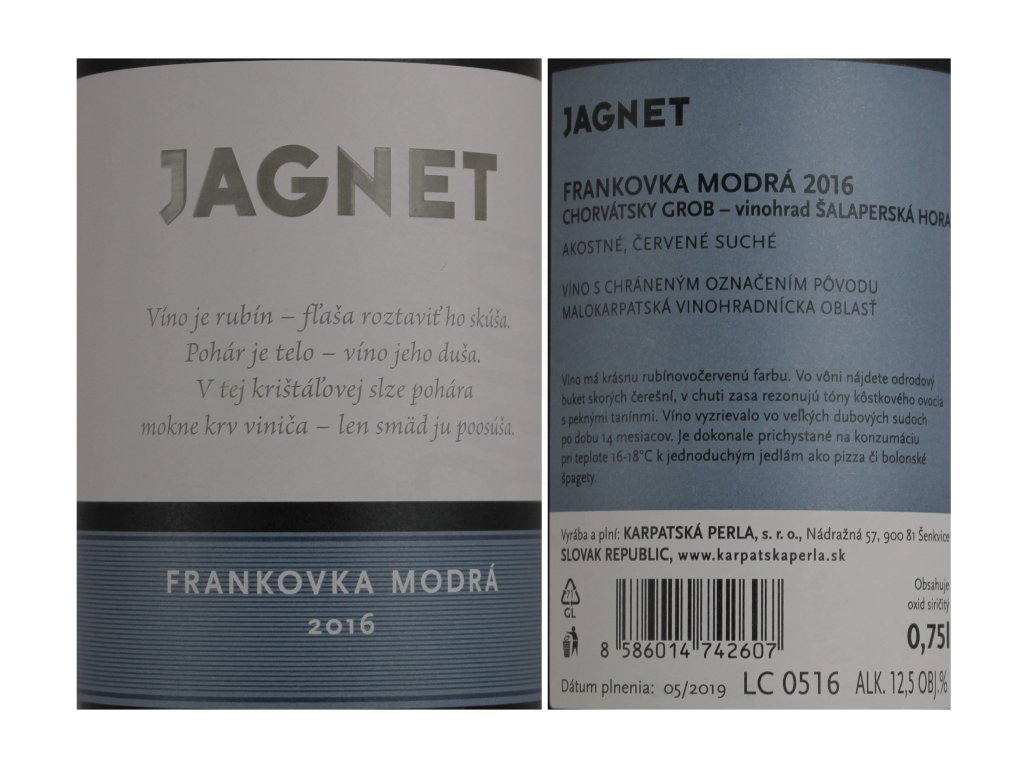 JAGNET
Víno je rubín – fľaša roztaviť ho skúša.
Pohár je telo – víno jeho duša.
V tej krištáľovej slze pohára
mokne krv viniča – len smäd ju poosúša.
FRANKOVKA MODRÁ
2016
JAGNET
FRANKOVKA MODRÁ 2016
CHORVÁTSKY GROB – vinohrad ŠALAPERSKÁ HORA
AKOSTNÉ, ČERVENÉ SUCHÉ
VÍNO S CHRÁNENÝM OZNAČENÍM PÔVODU
MALOKARPATSKÁ VINOHRADNÍCKA OBLASŤ
Víno má krásnu rubínovočervenú farbu. Vo vôni nájdete odrodový
buket skorých čerešní, v chuti zasa rezonujú tóny kôstkového ovocia
s peknými tanínmi. Víno vyzrievalo vo veľkých dubových sudoch
po dobu 14 mesiacov. Je dokonale prichystané na konzumáciu
pri teplote 16-18°C k jednoduchým jedlám ako pizza či bolonské
špagety.
Vyrába a plní: KARPATSKÁ PERLA, s. r. o., Nádražná 57, 900 81 Šenkvice
SLOVAK REPUBLIC, www.karpatskaperla.sk
71
GL
Obsahuje
oxid siričitý
0,75l
8 586014 742607
Dátum plnenia: 05/2019 LC 0516 ALK. 12,5 OBJ.%